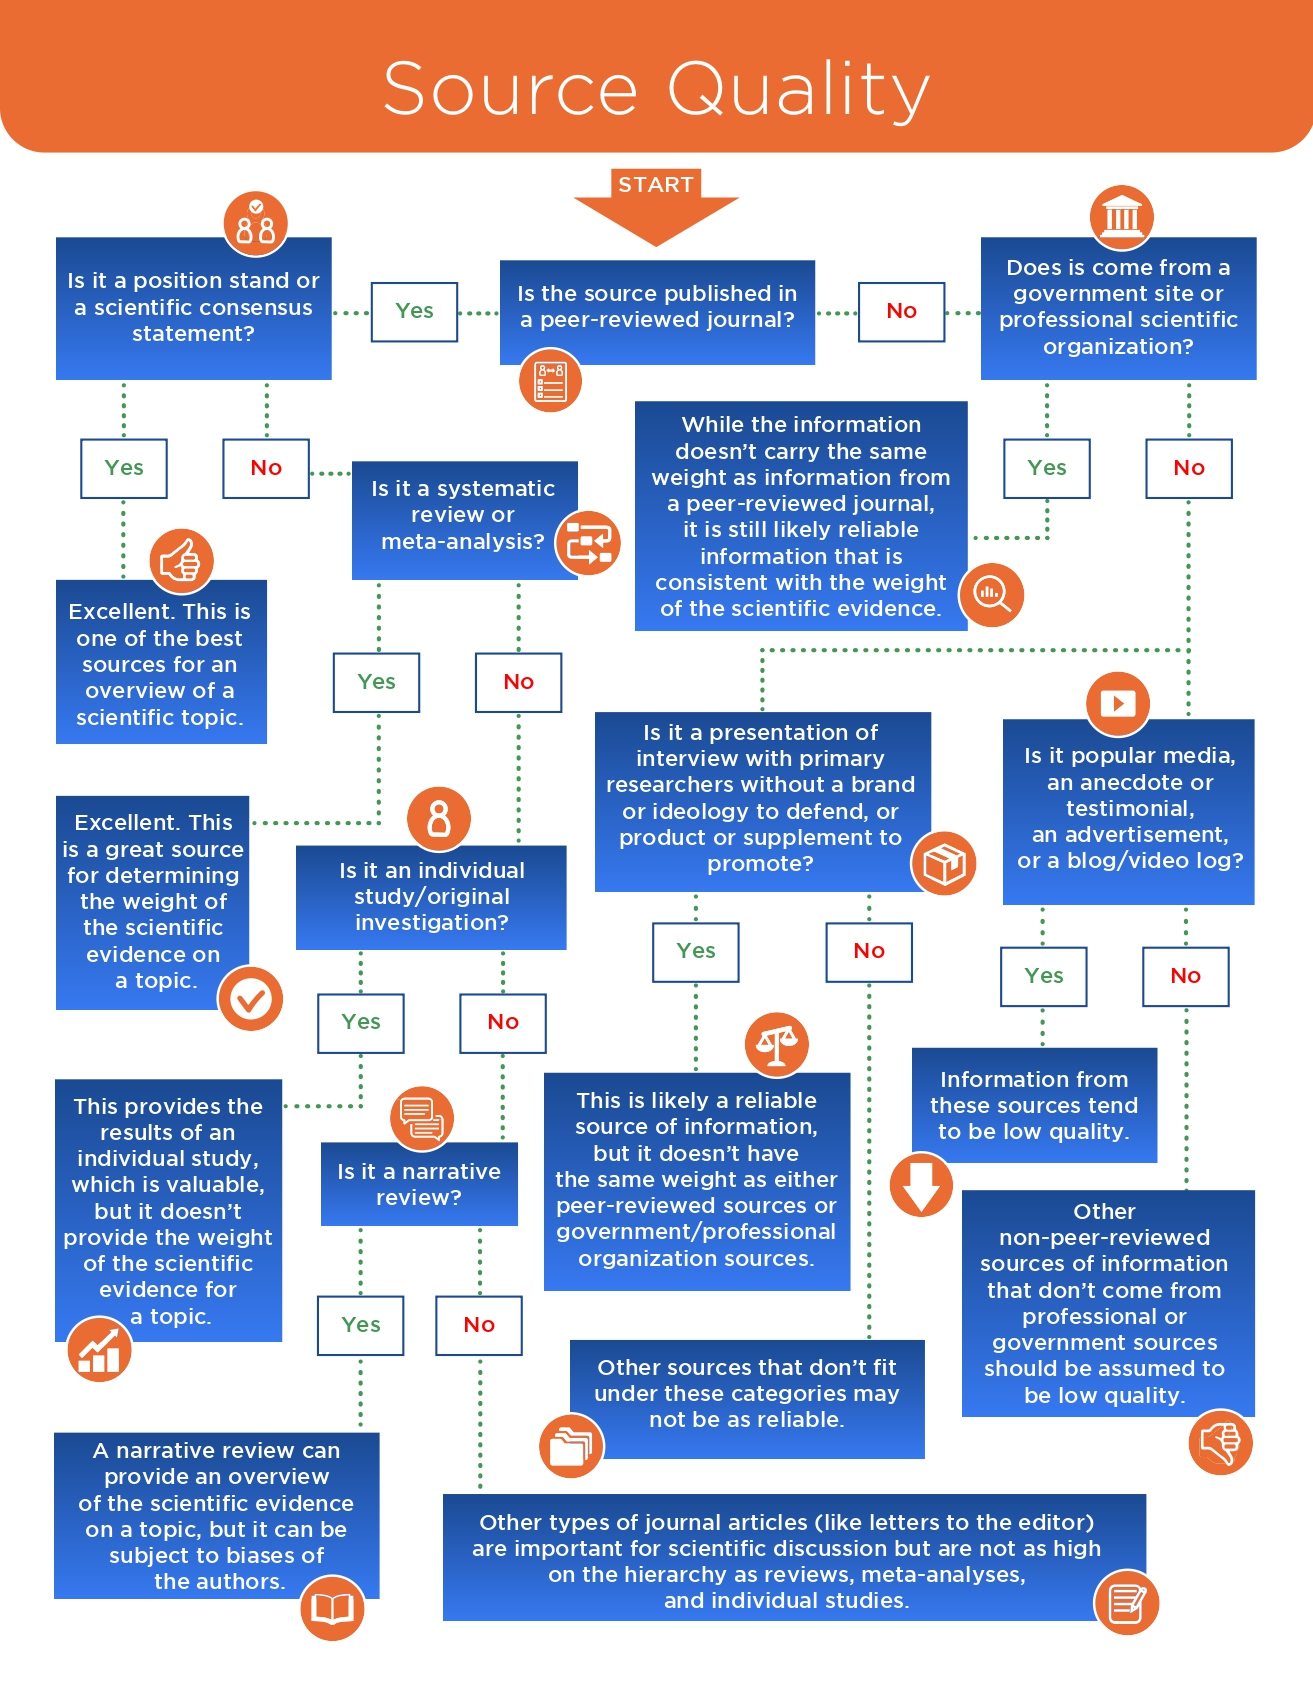 Source Quality
START
Is the source published in
a peer-reviewed journal?
Yes
No
Is it a position stand or
a scientific consensus
statement?
Yes
No
Excellent. This is
one of the best
sources for an
overview of a
scientific topic.
Is it a systematic
review or
meta-analysis?
Yes
No
Excellent. This
is a great source
for determining
the weight of
the scientific
evidence on
a topic.
Is it an individual
study/original
investigation?
Yes
No
This provides the
results of an
individual study,
which is valuable,
but it doesn't
provide the weight
of the scientific
evidence for
a topic.
Is it a narrative
review?
Yes
No
A narrative review can
provide an overview
of the scientific evidence
on a topic, but it can be
subject to biases of
the authors.
Other types of journal articles (like letters to the editor)
are important for scientific discussion but are not as high
on the hierarchy as reviews, meta-analyses,
and individual studies.
Does is come from a
government site or
professional scientific
organization?
Yes
No
While the information
doesn't carry the same
weight as information from
a peer-reviewed journal,
it is still likely reliable
information that is
consistent with the weight
of the scientific evidence.
Is it a presentation of
interview with primary
researchers without a brand
or ideology to defend, or
product or supplement to
promote?
Yes
No
This is likely a reliable
source of information,
but it doesn't have
the same weight as either
peer-reviewed sources or
government/professional
organization sources.
Other sources that don't fit
under these categories may
not be as reliable.
Is it popular media,
an anecdote or
testimonial,
an advertisement,
or a blog/video log?
Yes
No
Information from
these sources tend
to be low quality.
Other
non-peer-reviewed
sources of information
that don't come from
professional or
government sources
should be assumed to
be low quality.